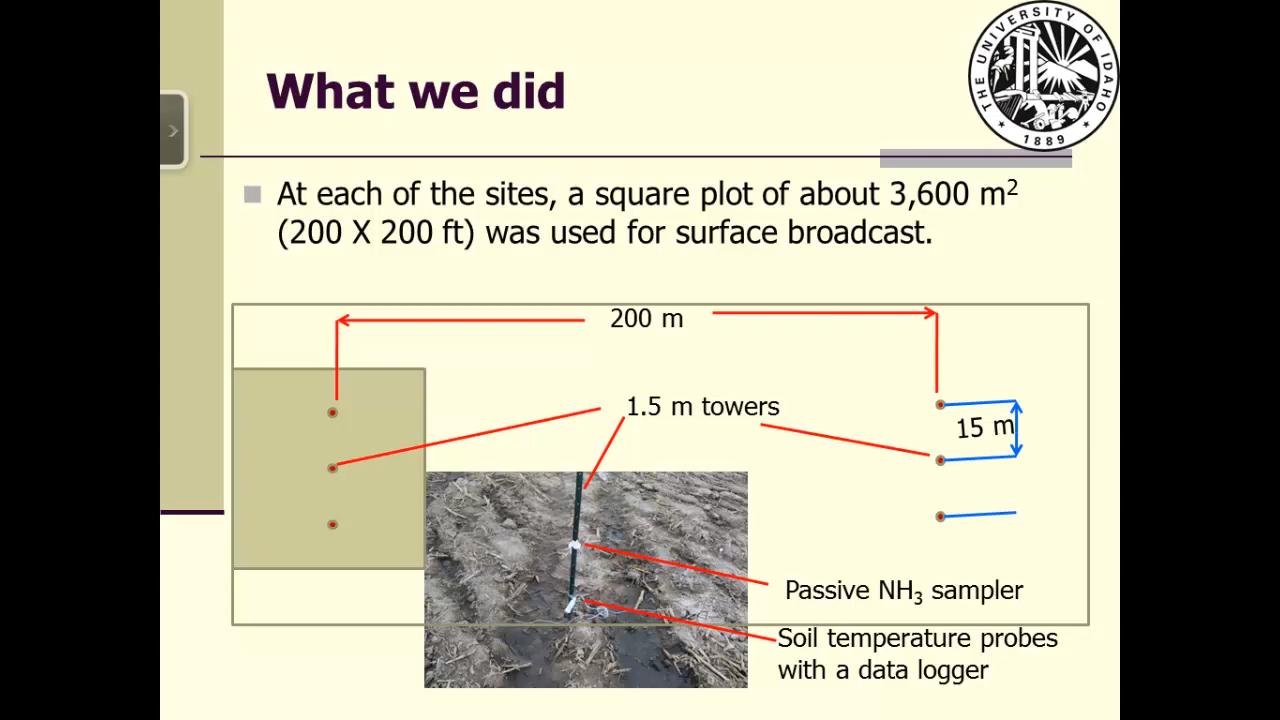 THE UNIVERSITY OF IDAHO
1889
What we did
At each of the sites, a square plot of about 3,600 m²
(200 X 200 ft) was used for surface broadcast.
200 m
1.5 m towers
15 m
Passive NH₃ sampler
Soil temperature probes
with a data logger